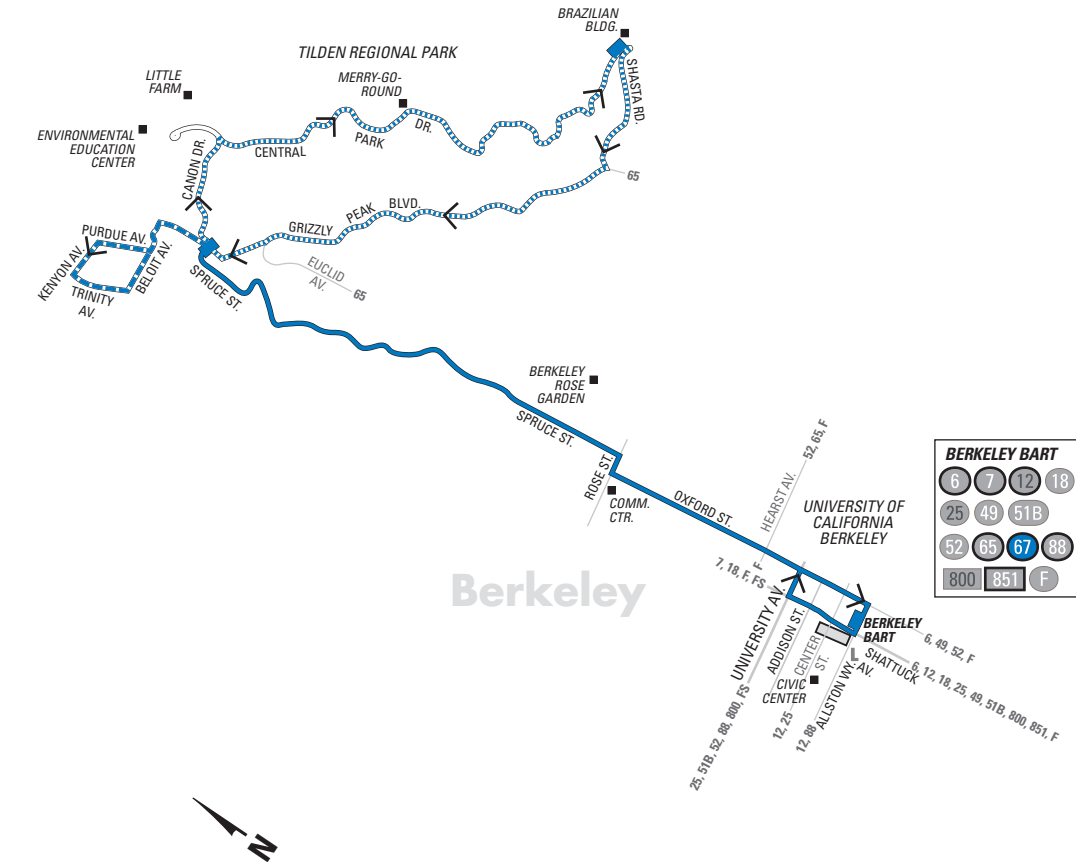 BRAZILIAN
BLDG.
TILDEN REGIONAL PARK
LITTLE
FARM
MERRY-GO-
ROUND
SHASTA RD.
ENVIRONMENTAL
EDUCATION
CENTER
CANON DR.
CENTRAL
PARK
DR.
65
PEAK
BLVD.
GRIZZLY
PURDUE AV.
KENYON AV.
TRINITY
AV.
BELOIT AV.
SPRUCE ST.
EUCLID
AV.
65
BERKELEY
ROSE
GARDEN
SPRUCE ST.
ROSE ST.
COMM.
CTR.
OXFORD ST.
HEARST AV.
52, 65, F
F
UNIVERSITY OF
CALIFORNIA
BERKELEY
BERKELEY BART
6 7 12 18
25 49 51B
52 65 67 88
800 851 F
Berkeley
7, 18, F, FS
UNIVERSITY AV.
25, 51B, 52, 88, 800, FS
ADDISON ST.
CENTER
ST.
12, 25
CIVIC
CENTER
ALLSTON WY.
12, 88
BERKELEY
BART
L
SHATTUCK
AV.
6, 49, 52, F
6, 12, 18, 25, 49, 51B, 800, 851, F
N